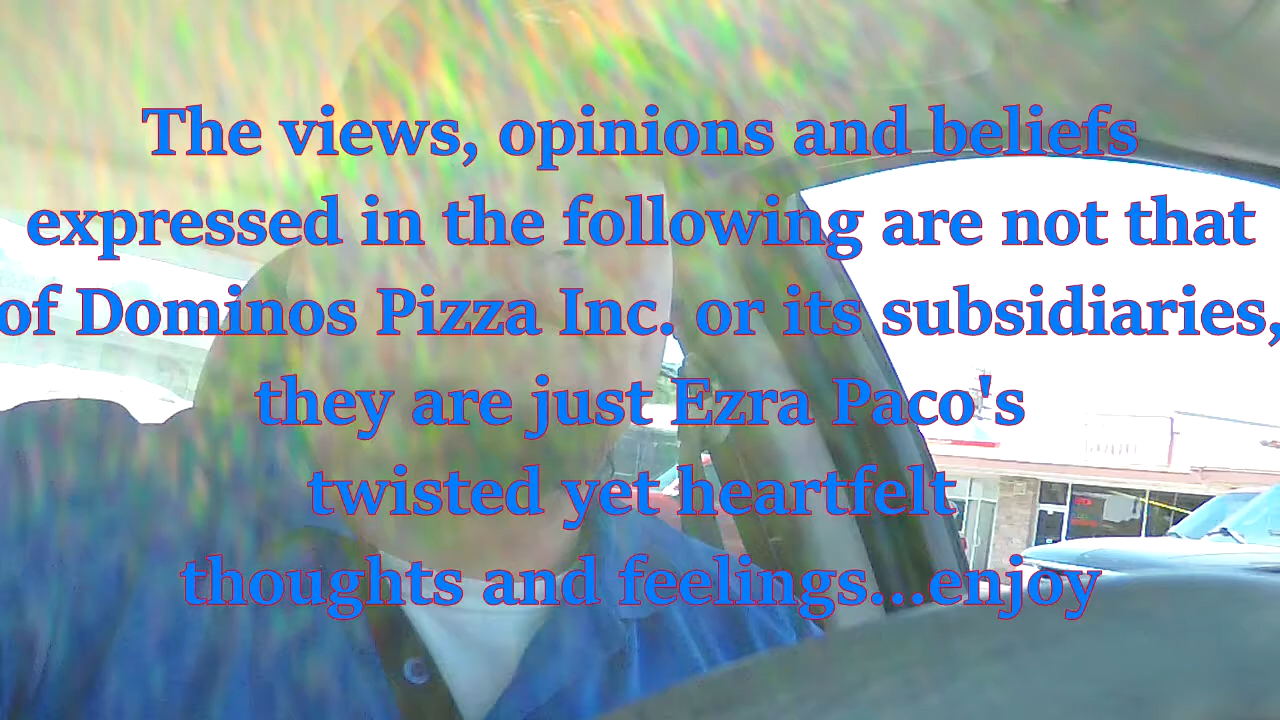 The views, opinions and beliefs
expressed in the following are not that
of Dominos Pizza Inc. or its subsidiaries,
they are just Ezra Paco's
twisted yet heartfelt
thoughts and feelings...enjoy